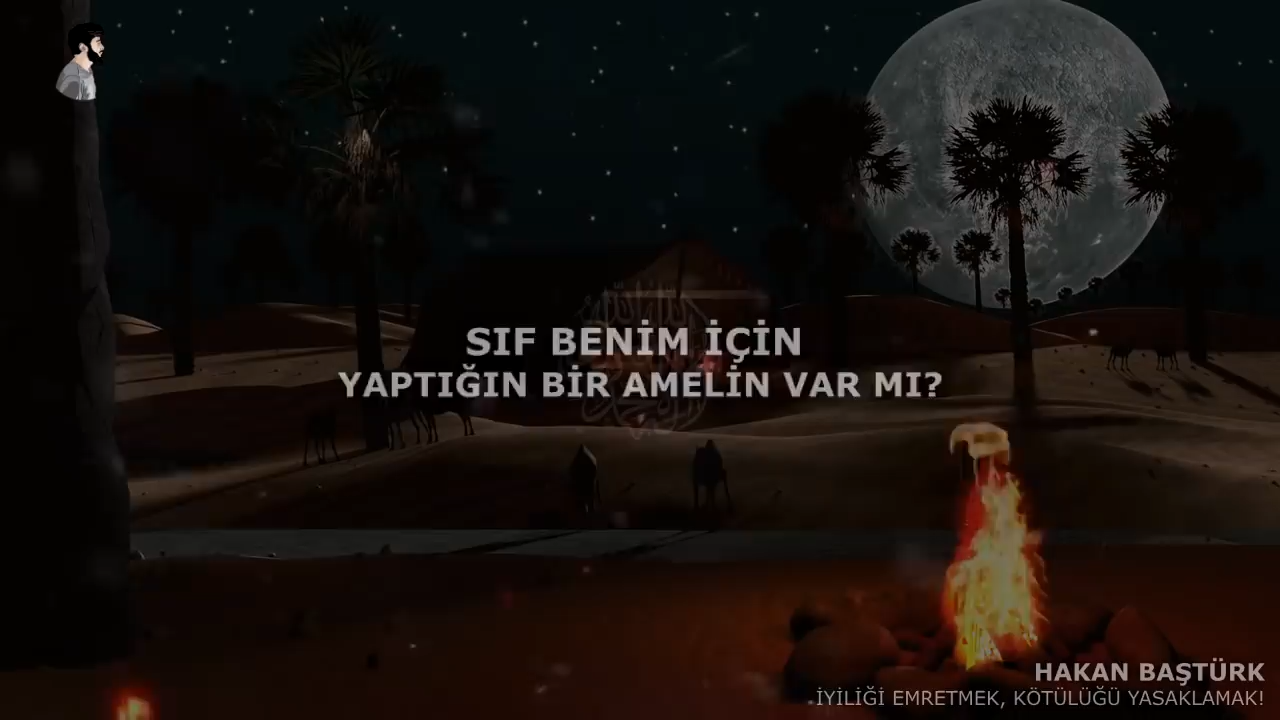 SIF BENİM İÇİN
YAPTIĞIN BİR AMELİN VAR MI?
HAKAN BAŞTÜRK
İYİLİĞİ EMRETMEK, KÖTÜLÜĞÜ YASAKLAMAK!